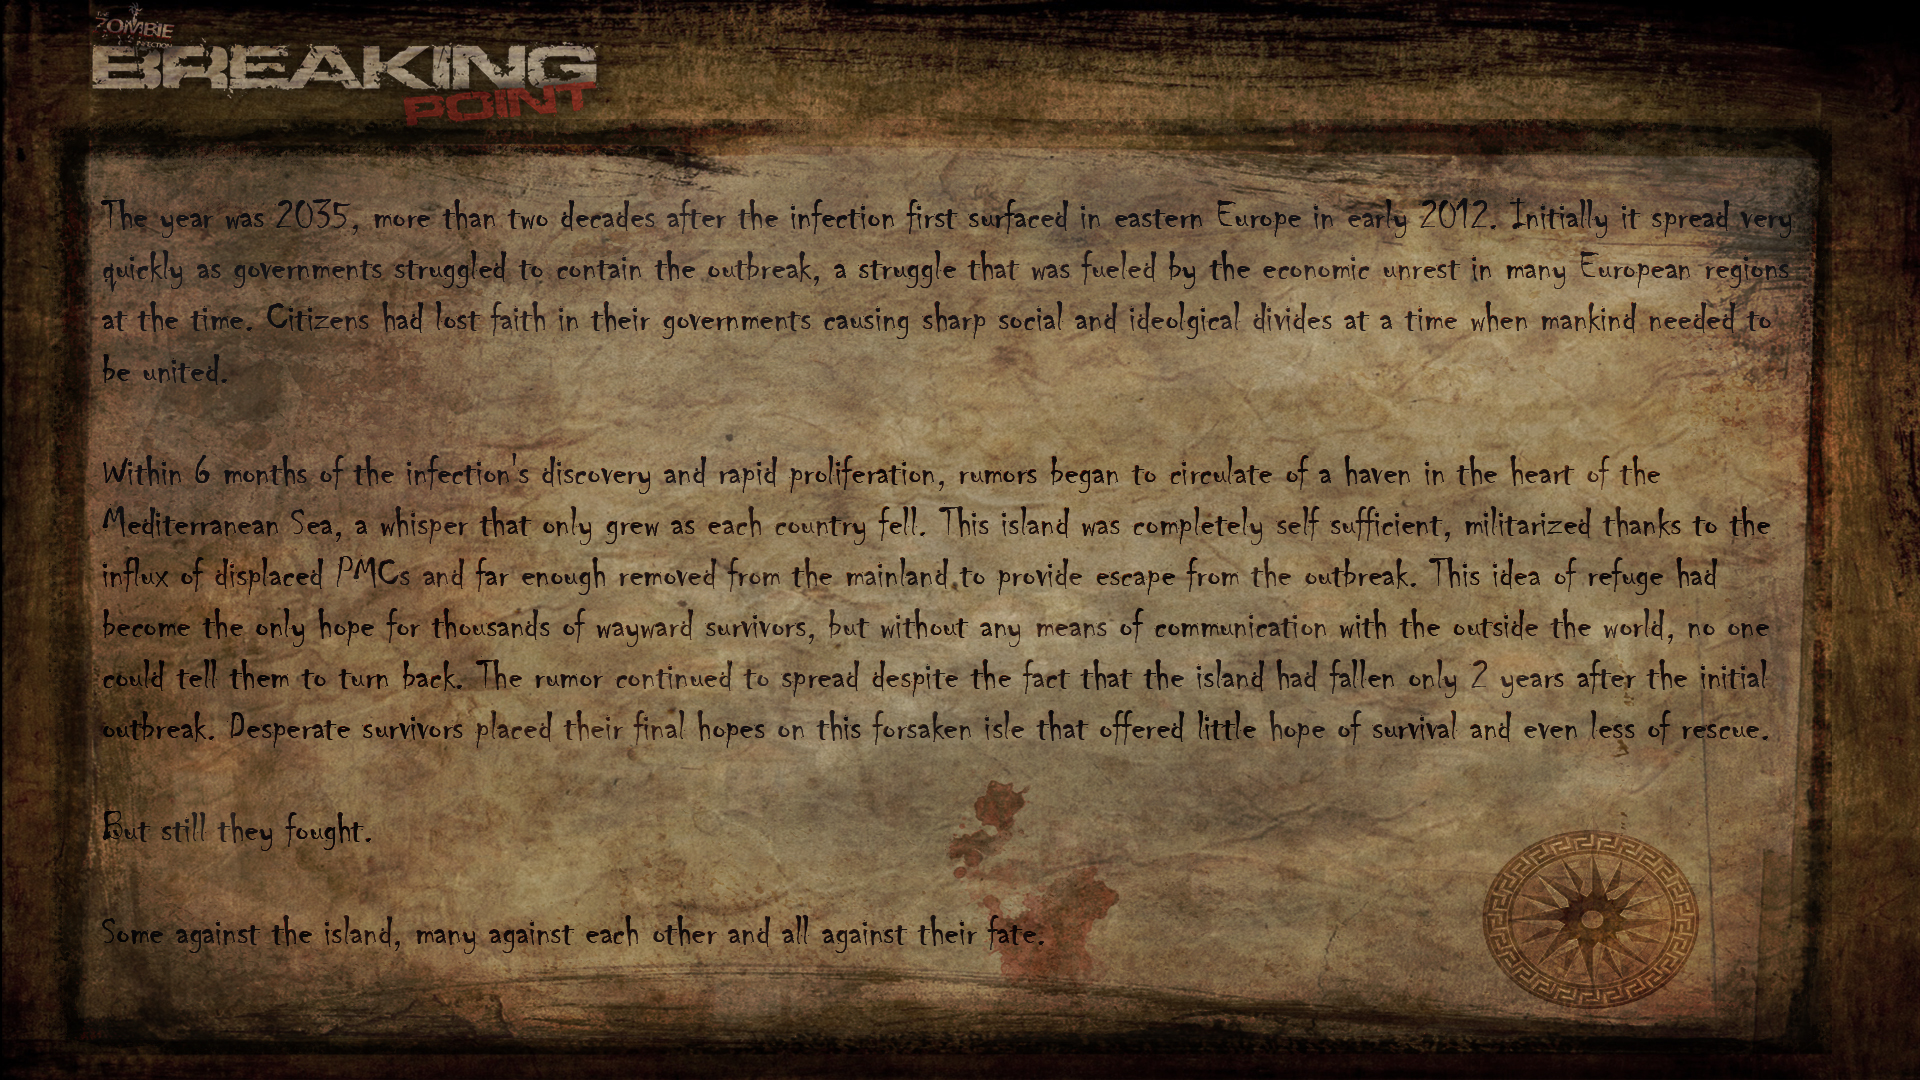 The ZOMBIE
INFECTION
BREAKING
POINT
The year was 2035, more than two decades after the infection first surfaced in eastern Europe in early 2012. Initially it spread very
quickly as governments struggled to contain the outbreak, a struggle that was fueled by the economic unrest in many European regions
at the time. Citizens had lost faith in their governments causing sharp social and ideolgical divides at a time when mankind needed to
be united.
Within 6 months of the infection's discovery and rapid proliferation, rumors began to circulate of a haven in the heart of the
Mediterranean Sea, a whisper that only grew as each country fell. This island was completely self sufficient, militarized thanks to the
influx of displaced PMCs and far enough removed from the mainland to provide escape from the outbreak. This idea of refuge had
become the only hope for thousands of wayward survivors, but without any means of communication with the outside the world, no one
could tell them to turn back. The rumor continued to spread despite the fact that the island had fallen only 2 years after the initial
outbreak. Desperate survivors placed their final hopes on this forsaken isle that offered little hope of survival and even less of rescue.
But still they fought.
Some against the island, many against each other and all against their fate.